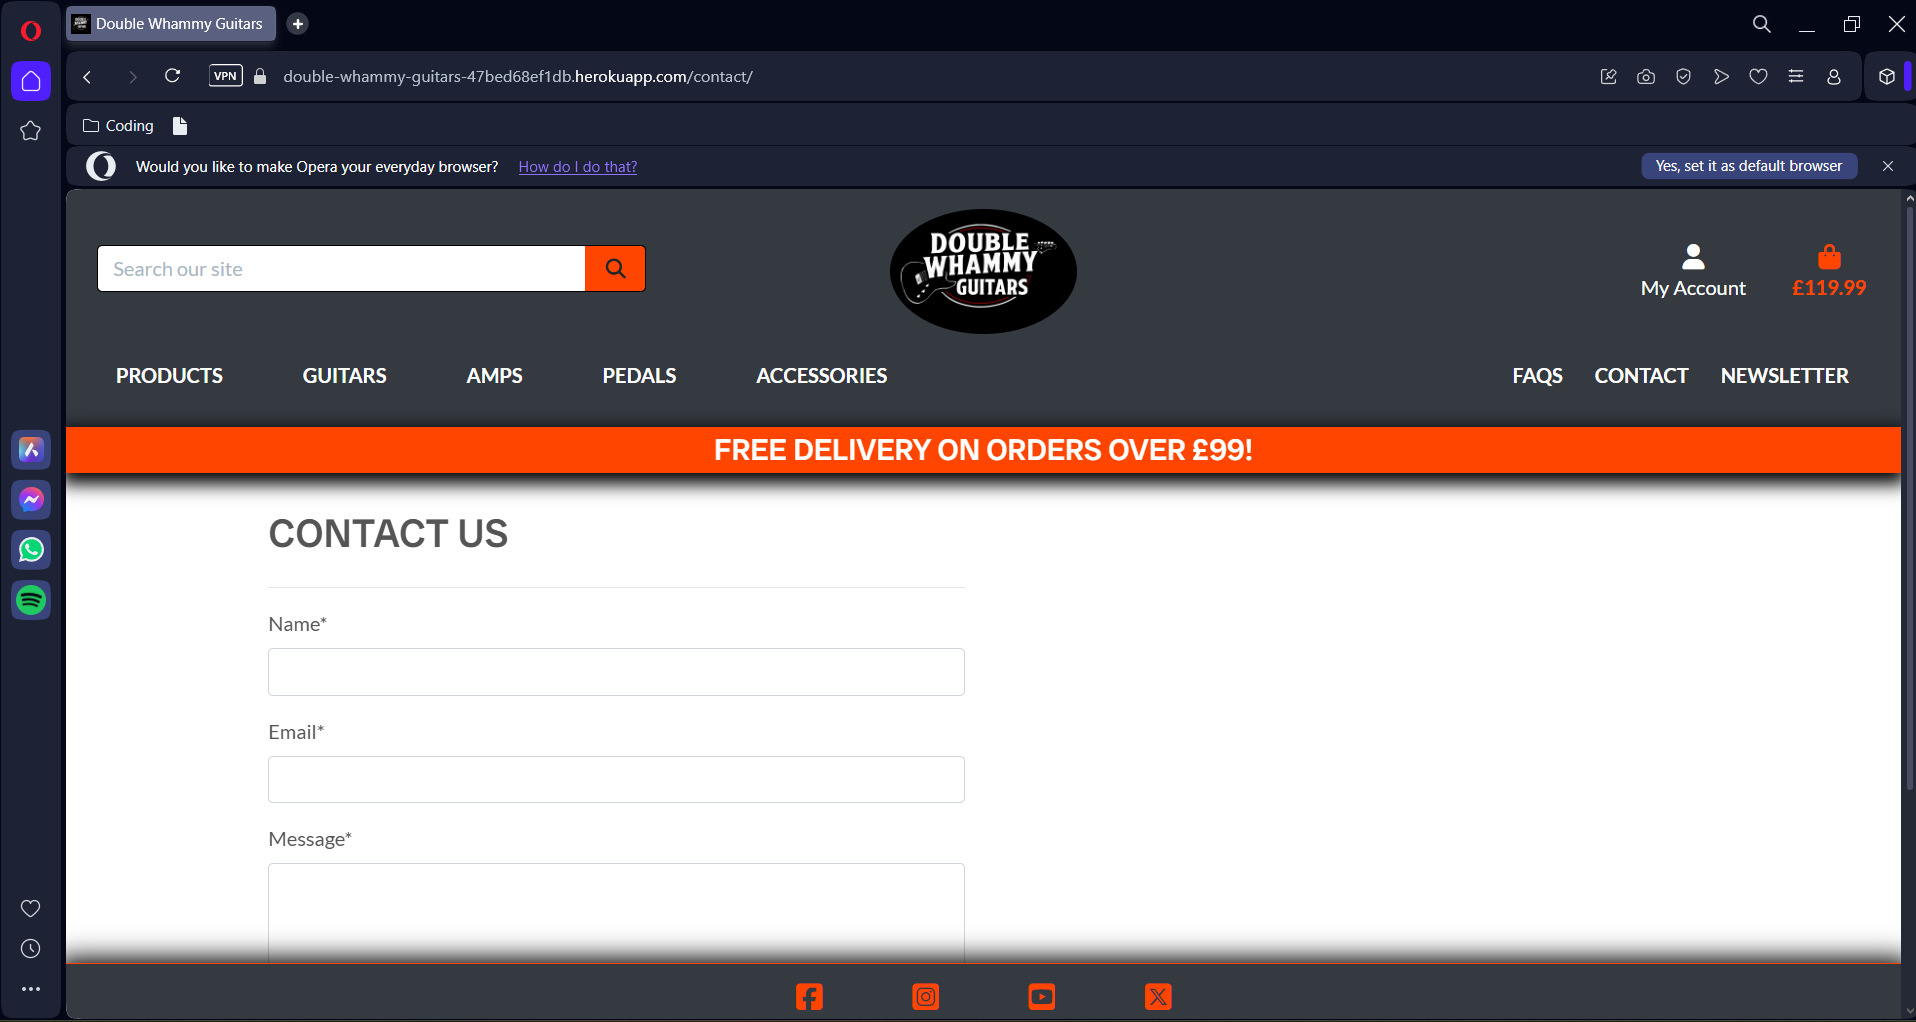 Double Whammy Guitars
VPN
double-whammy-guitars-47bed68ef1db.herokuapp.com/contact/
Coding
Would you like to make Opera your everyday browser? How do I do that?
Yes, set it as default browser
Search our site
DOUBLE
WHAMMY
GUITARS
My Account
£119.99
PRODUCTS
GUITARS
AMPS
PEDALS
ACCESSORIES
FAQS
CONTACT
NEWSLETTER
FREE DELIVERY ON ORDERS OVER £99!
CONTACT US
Name*
Email*
Message*